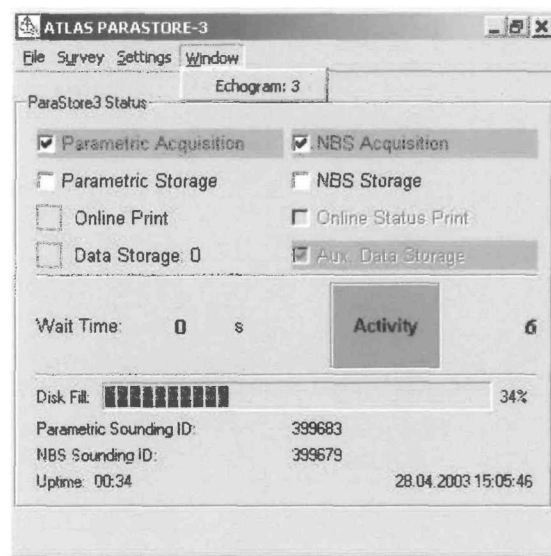 ATLAS PARASTORE-3
File Survey Settings Window
Echogram: 3
ParaStore3 Status
Parametric Acquisition NBS Acquisition
Parametric Storage NBS Storage
Online Print Online Status Print
Data Storage: 0 Aux. Data Storage
Wait Time: 0 s Activity 6
Disk Fill: 34%
Parametric Sounding ID: 399683
NBS Sounding ID: 399679
Uptime: 00:34 28.04.2003 15:05:46